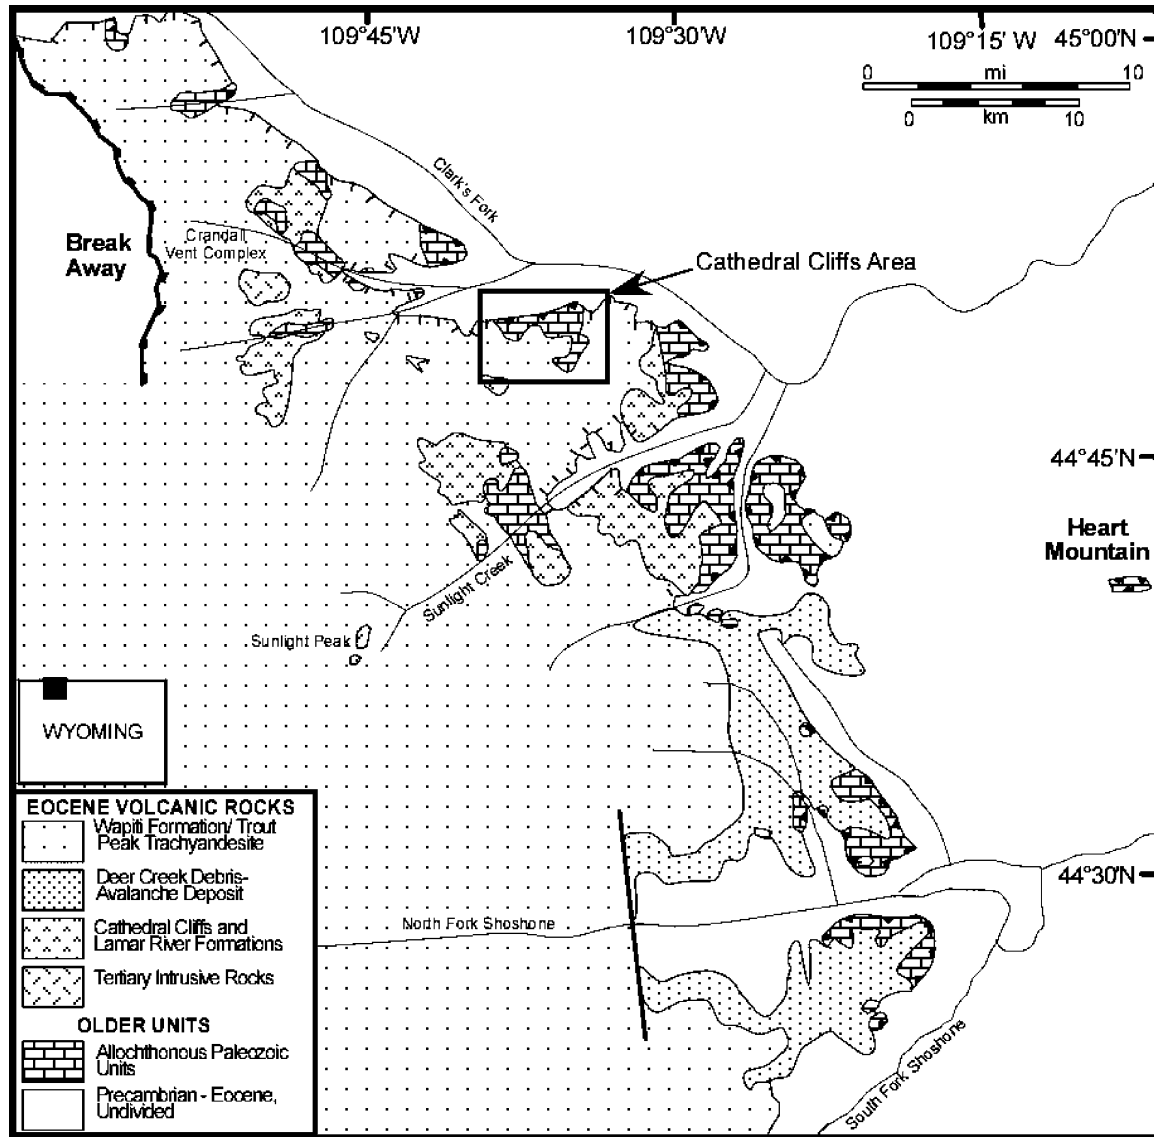 109°45'W
109°30'W
109°15' W
45°00'N
0 mi 10
0 km 10
Clark's Fork
Break
Away
Crandall
Vent Complex
Cathedral Cliffs Area
44°45'N
Heart
Mountain
Sunlight Creek
Sunlight Peak
WYOMING
44°30'N
North Fork Shoshone
South Fork Shoshone
EOCENE VOLCANIC ROCKS
Wapiti Formation/ Trout
Peak Trachyandesite
Deer Creek Debris-
Avalanche Deposit
Cathedral Cliffs and
Lamar River Formations
Tertiary Intrusive Rocks
OLDER UNITS
Allochthonous Paleozoic
Units
Precambrian - Eocene,
Undivided